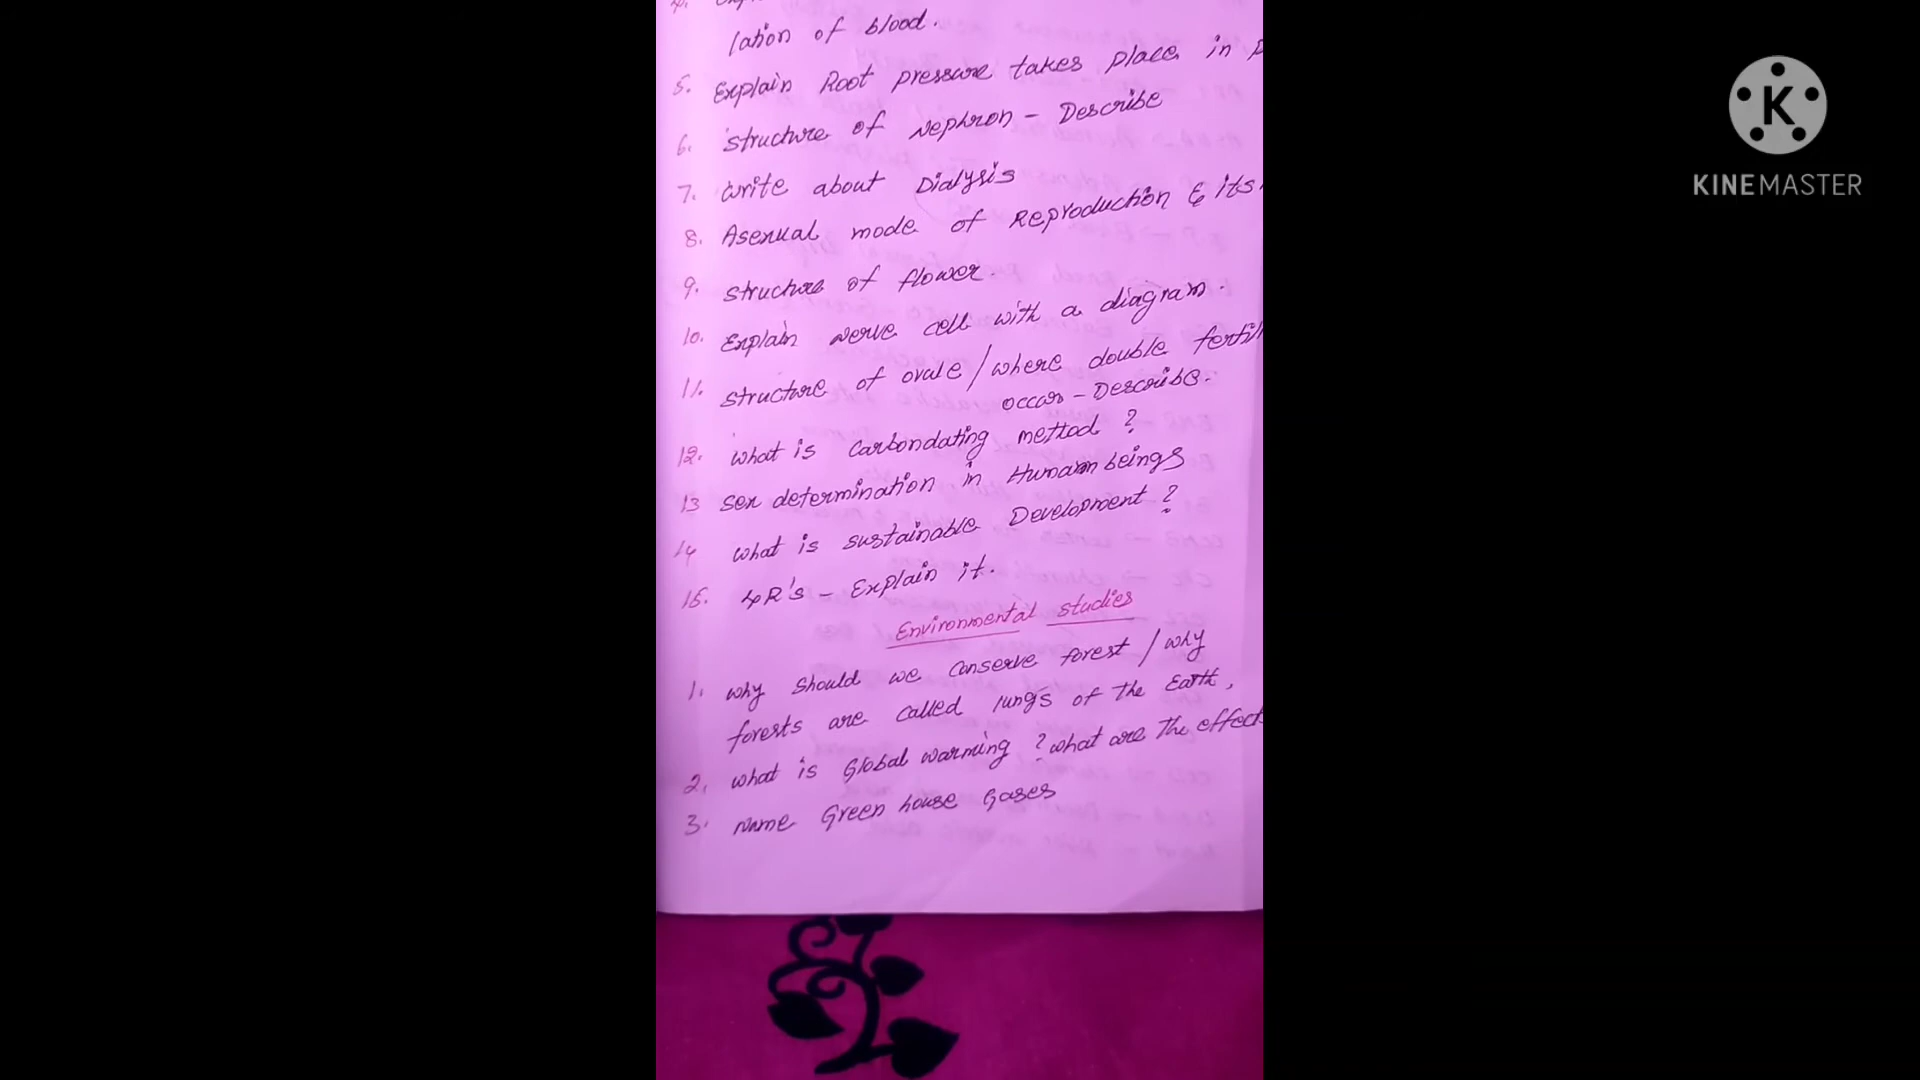 lation of blood.
5. Explain Root pressure takes place in
6. structure of Nephron - Describe
7. write about Dialysis
8. Asexual mode of Reproduction & its
9. structure of flower.
10. Explain nerve cell with a diagram.
11. structure of ovule / where double fertili
occurs - Describe.
12. what is Carbondating mettod ?
13 sex determination in Human beings
14 what is sustainable Development ?
15. 4R's - Explain it.
Environmental studies
1. why should we conserve forest / why
forests are called lungs of the Earth,
2. what is Global warming ? what are the effect
3. name Green house Gases
K
KINEMASTER